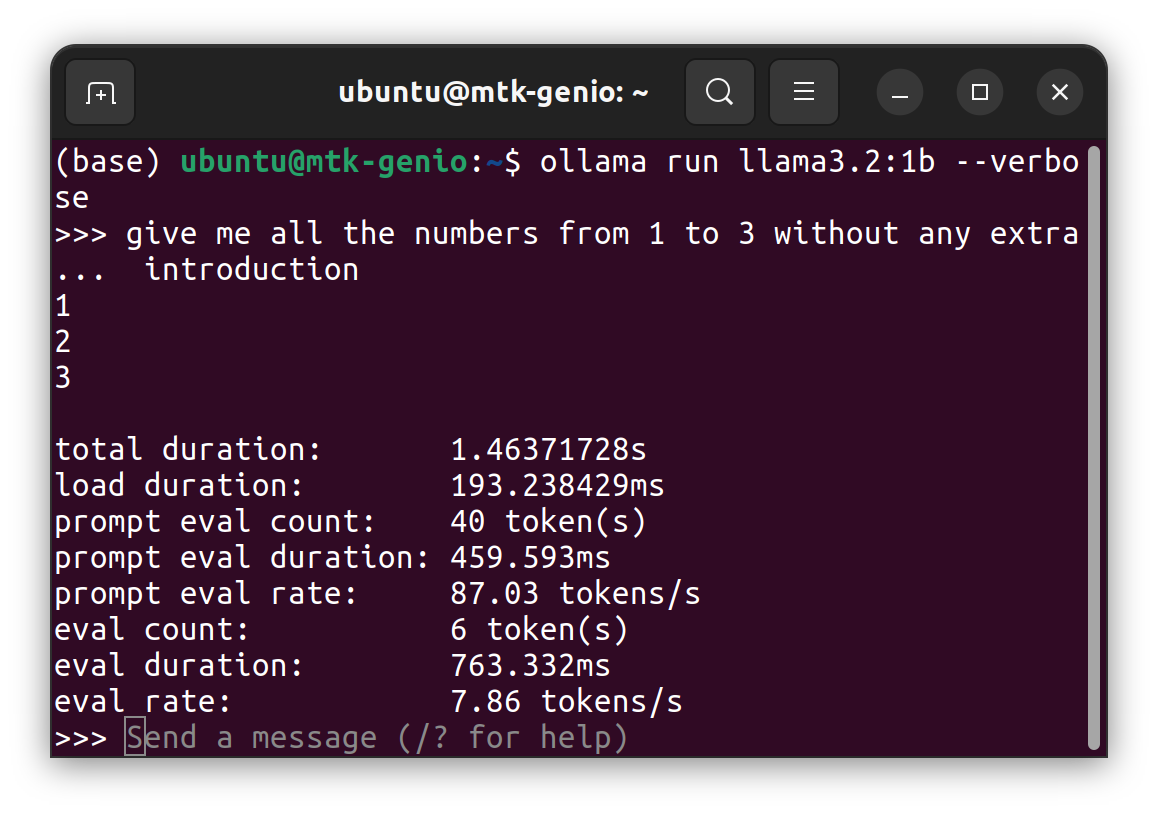 ubuntu@mtk-genio: ~
(base) ubuntu@mtk-genio:~$ ollama run llama3.2:1b --verbo
se
>>> give me all the numbers from 1 to 3 without any extra
...  introduction
1
2
3
total duration:       1.46371728s
load duration:        193.238429ms
prompt eval count:    40 token(s)
prompt eval duration: 459.593ms
prompt eval rate:     87.03 tokens/s
eval count:           6 token(s)
eval duration:        763.332ms
eval rate:            7.86 tokens/s
>>> Send a message (/? for help)